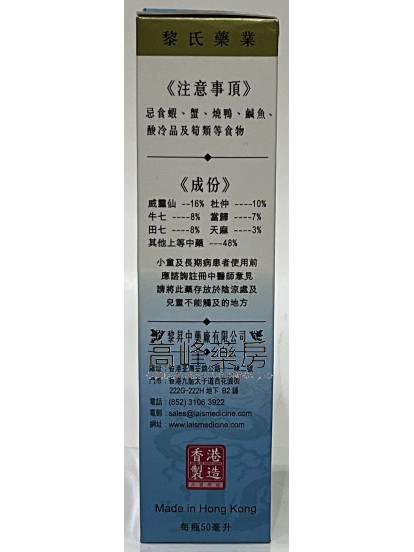 黎氏藥業
《注意事項》
忌食蝦、蟹、燒鴨、鹹魚、
酸冷品及筍類等食物
《成份》
威靈仙 --16% 杜仲 ----10%
牛七 ----8% 當歸 ----7%
田七 ----8% 天麻 ----3%
其他上等中藥 ---48%
小童及長期病患者使用前
應諮詢註冊中醫師意見
請將此藥存放於陰涼處及
兒童不能觸及的地方
黎昇中藥廠有限公司
高峰藥房
地址:香港荃灣
門市:香港九龍太子道西花園街
222G-222H 地下 B2 舖
電話:(852) 3106 3922
電郵:sales@laismedicine.com
網址:www.laismedicine.com
香港
製造
Made in Hong Kong
每瓶50毫升